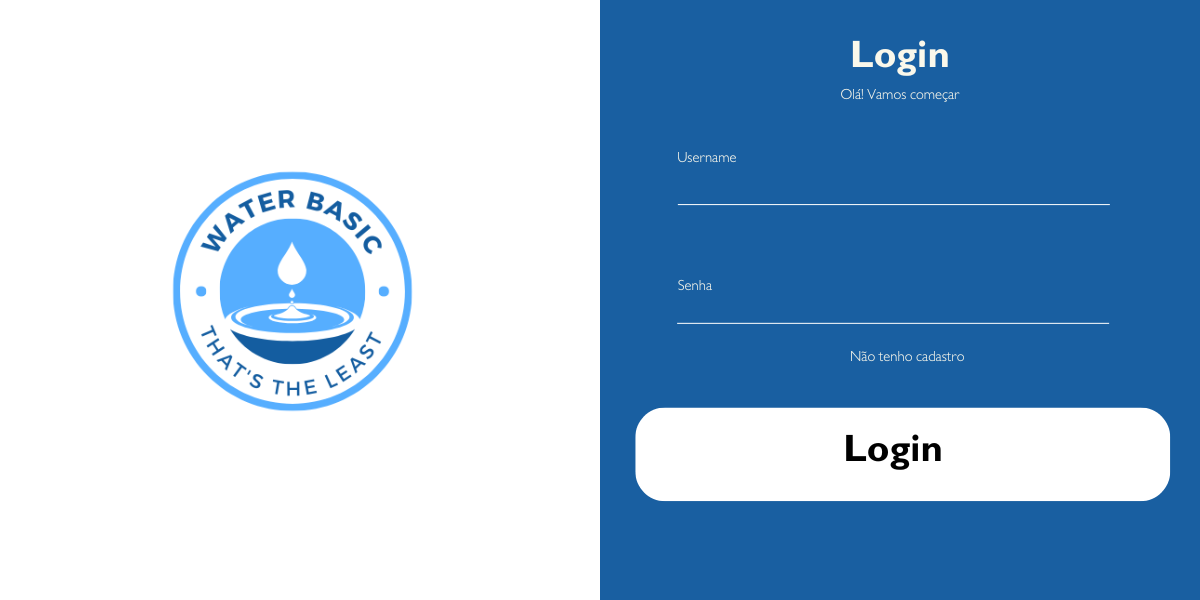 WATER BASIC
THAT'S THE LEAST
Login
Olá! Vamos começar
Username
Senha
Não tenho cadastro
Login